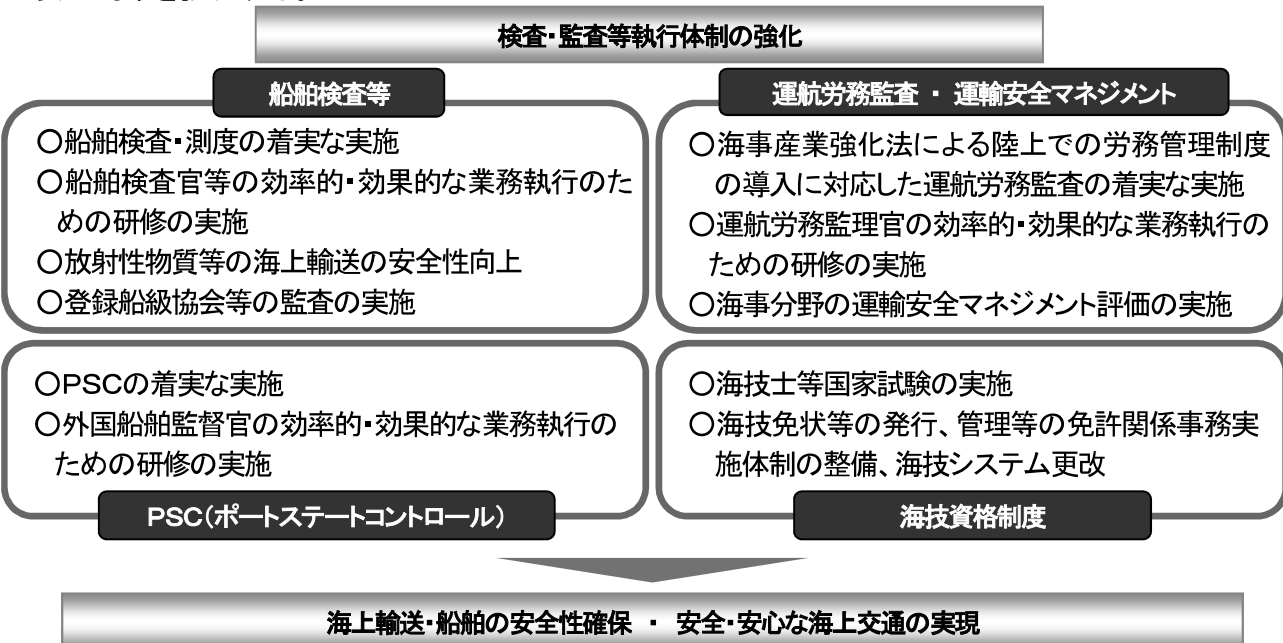 検査・監査等執行体制の強化
船舶検査等
○船舶検査・測度の着実な実施
○船舶検査官等の効率的・効果的な業務執行のた
めの研修の実施
○放射性物質等の海上輸送の安全性向上
○登録船級協会等の監査の実施
運航労務監査 ・ 運輸安全マネジメント
○海事産業強化法による陸上での労務管理制度
の導入に対応した運航労務監査の着実な実施
○運航労務監理官の効率的・効果的な業務執行の
ための研修の実施
○海事分野の運輸安全マネジメント評価の実施
○PSCの着実な実施
○外国船舶監督官の効率的・効果的な業務執行の
ための研修の実施
PSC(ポートステートコントロール)
○海技士等国家試験の実施
○海技免状等の発行、管理等の免許関係事務実
施体制の整備、海技システム更改
海技資格制度
海上輸送・船舶の安全性確保 ・ 安全・安心な海上交通の実現